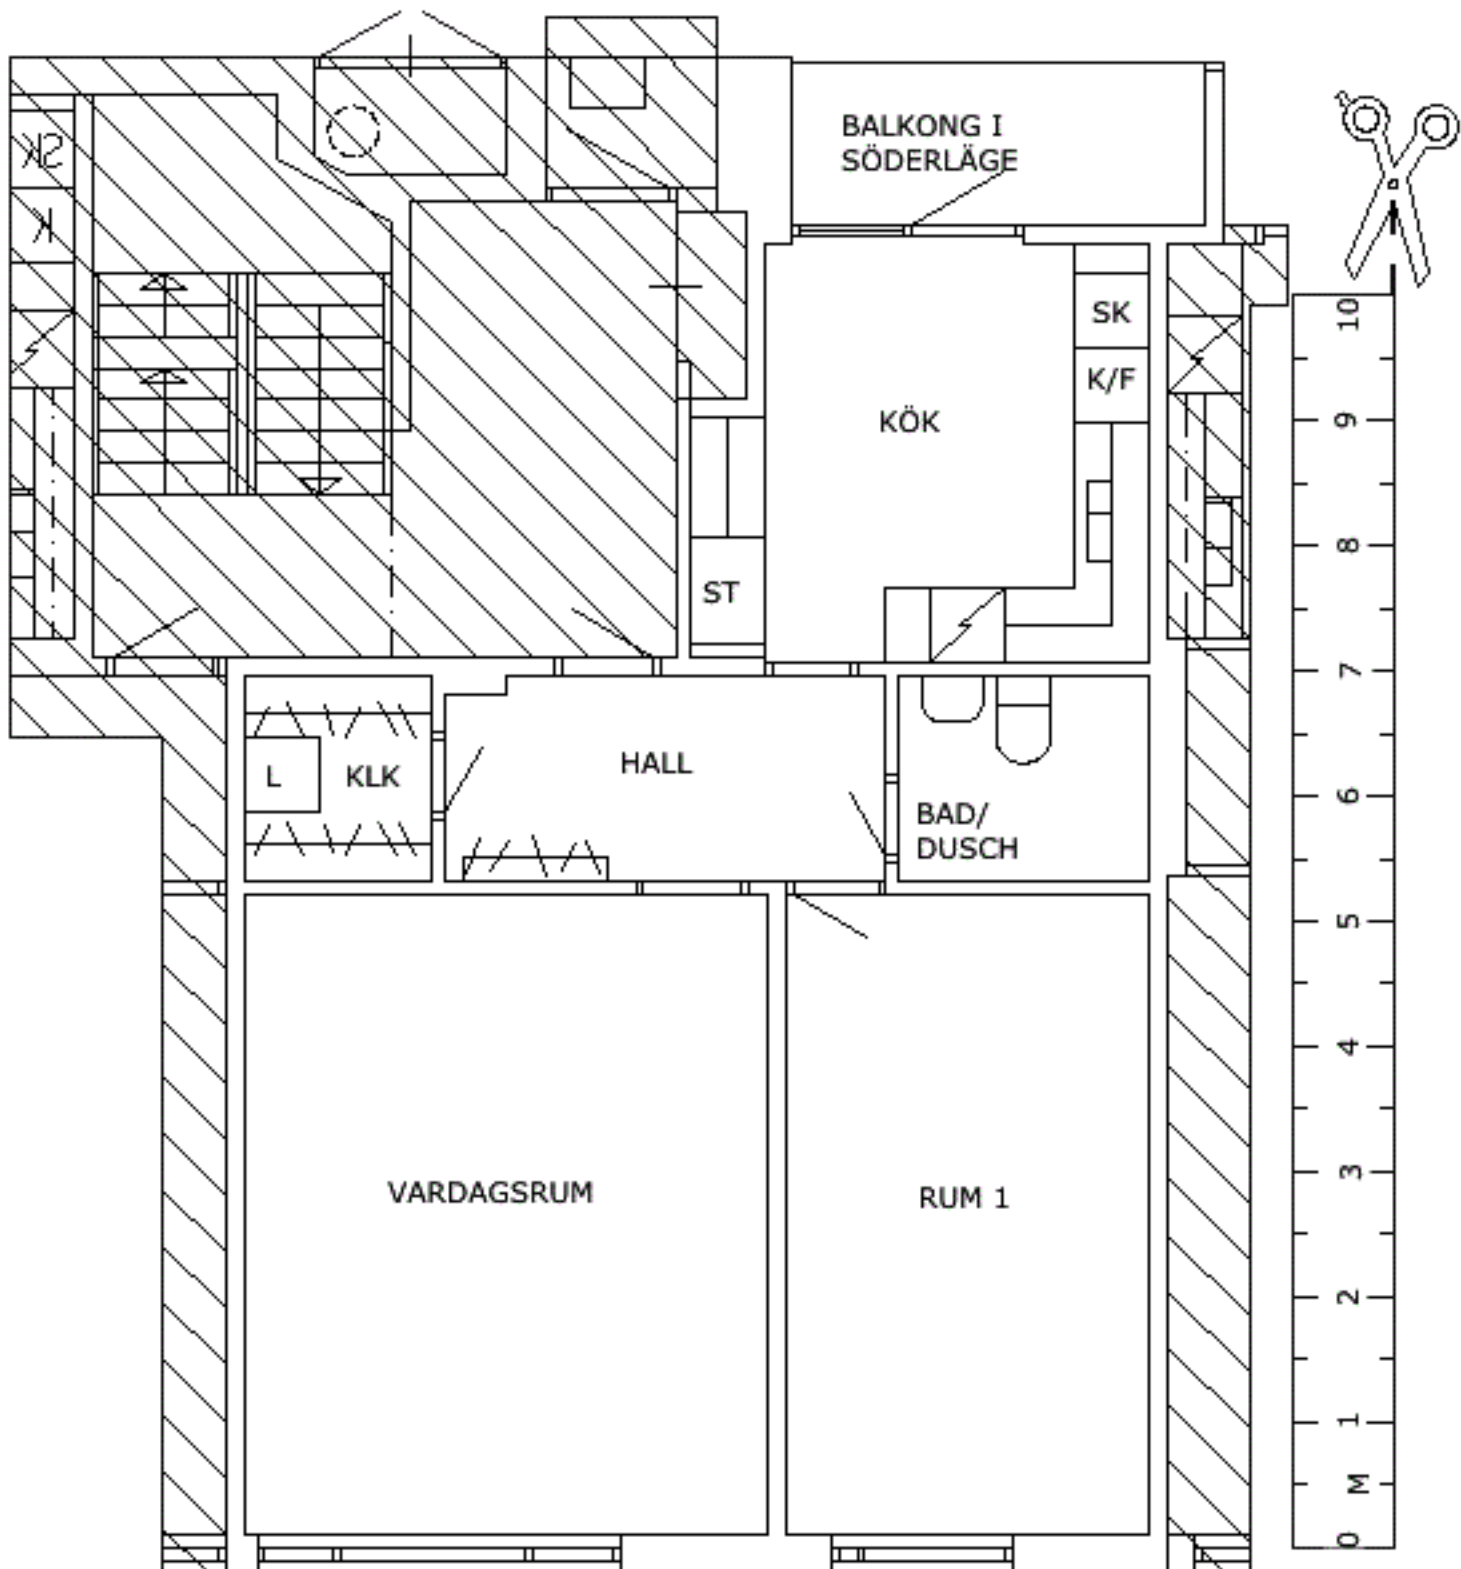 BALKONG I
SÖDERLÄGE
SK
K
SK
K/F
KÖK
ST
L
KLK
HALL
BAD/
DUSCH
VARDAGSRUM
RUM 1
10
9
8
7
6
5
4
3
2
1
M
0